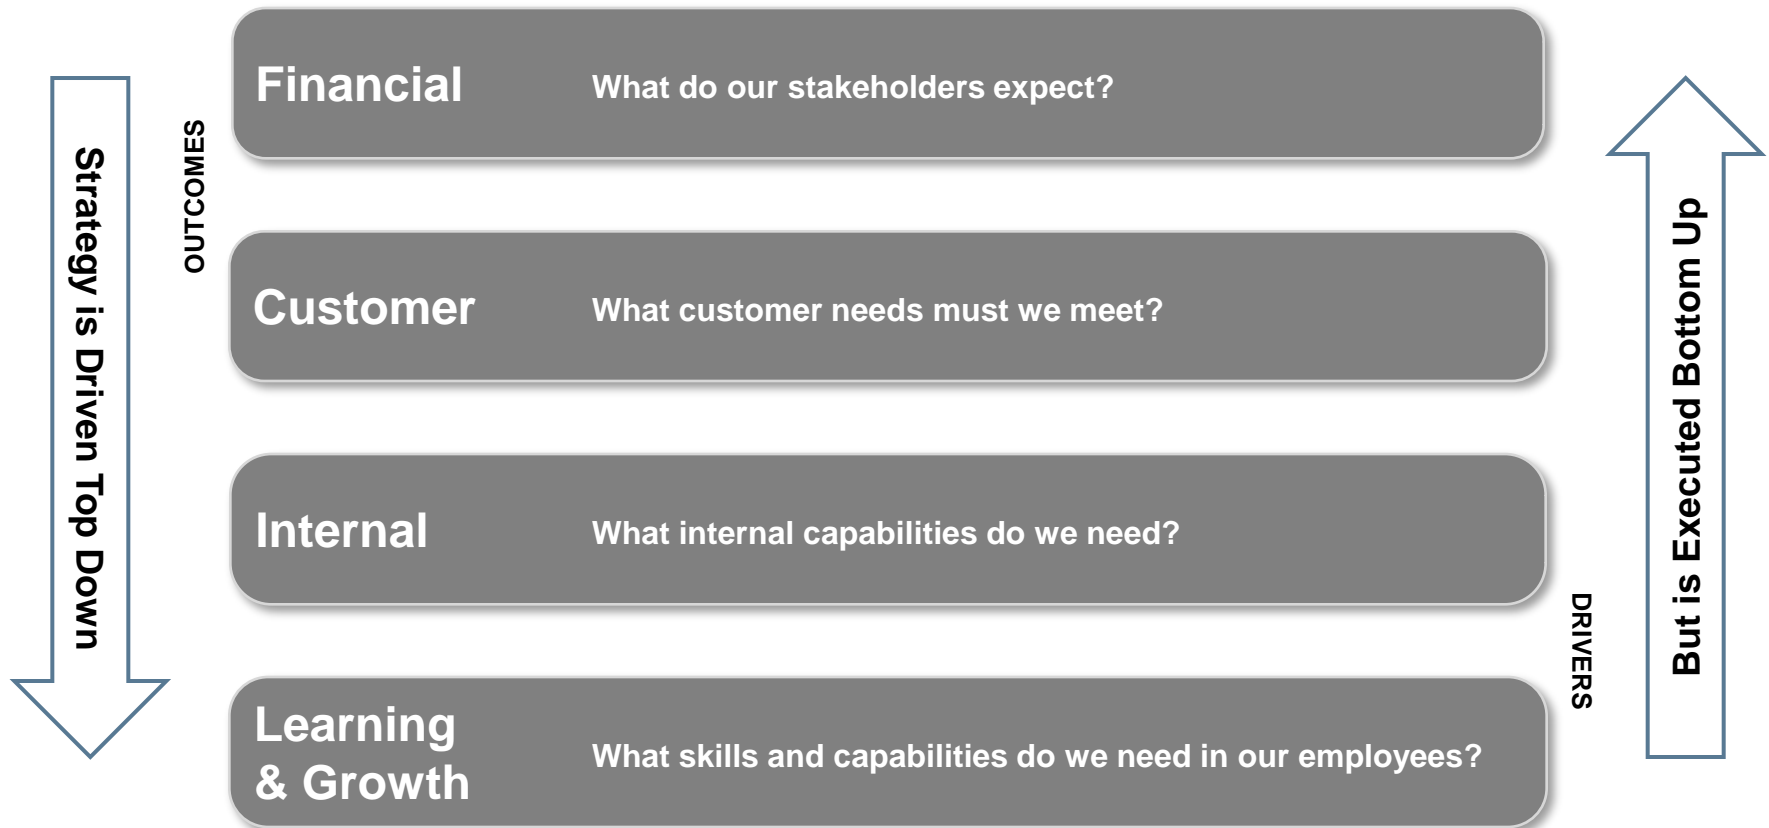 Strategy is Driven Top Down
OUTCOMES
Financial
What do our stakeholders expect?
Customer
What customer needs must we meet?
Internal
What internal capabilities do we need?
Learning
& Growth
What skills and capabilities do we need in our employees?
DRIVERS
But is Executed Bottom Up